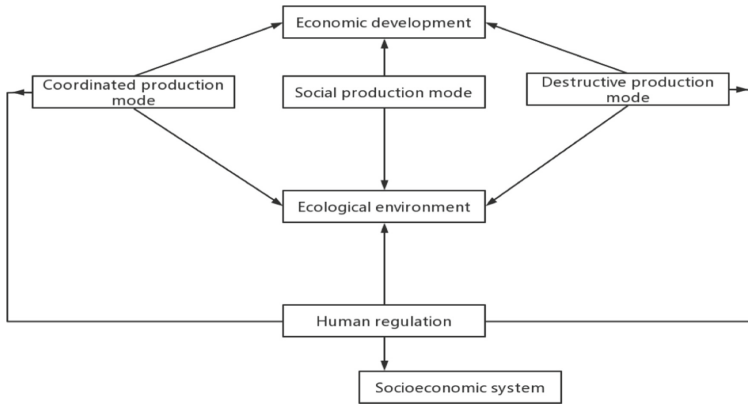 Economic development
Coordinated production
mode
Social production mode
Destructive production
mode
Ecological environment
Human regulation
Socioeconomic system